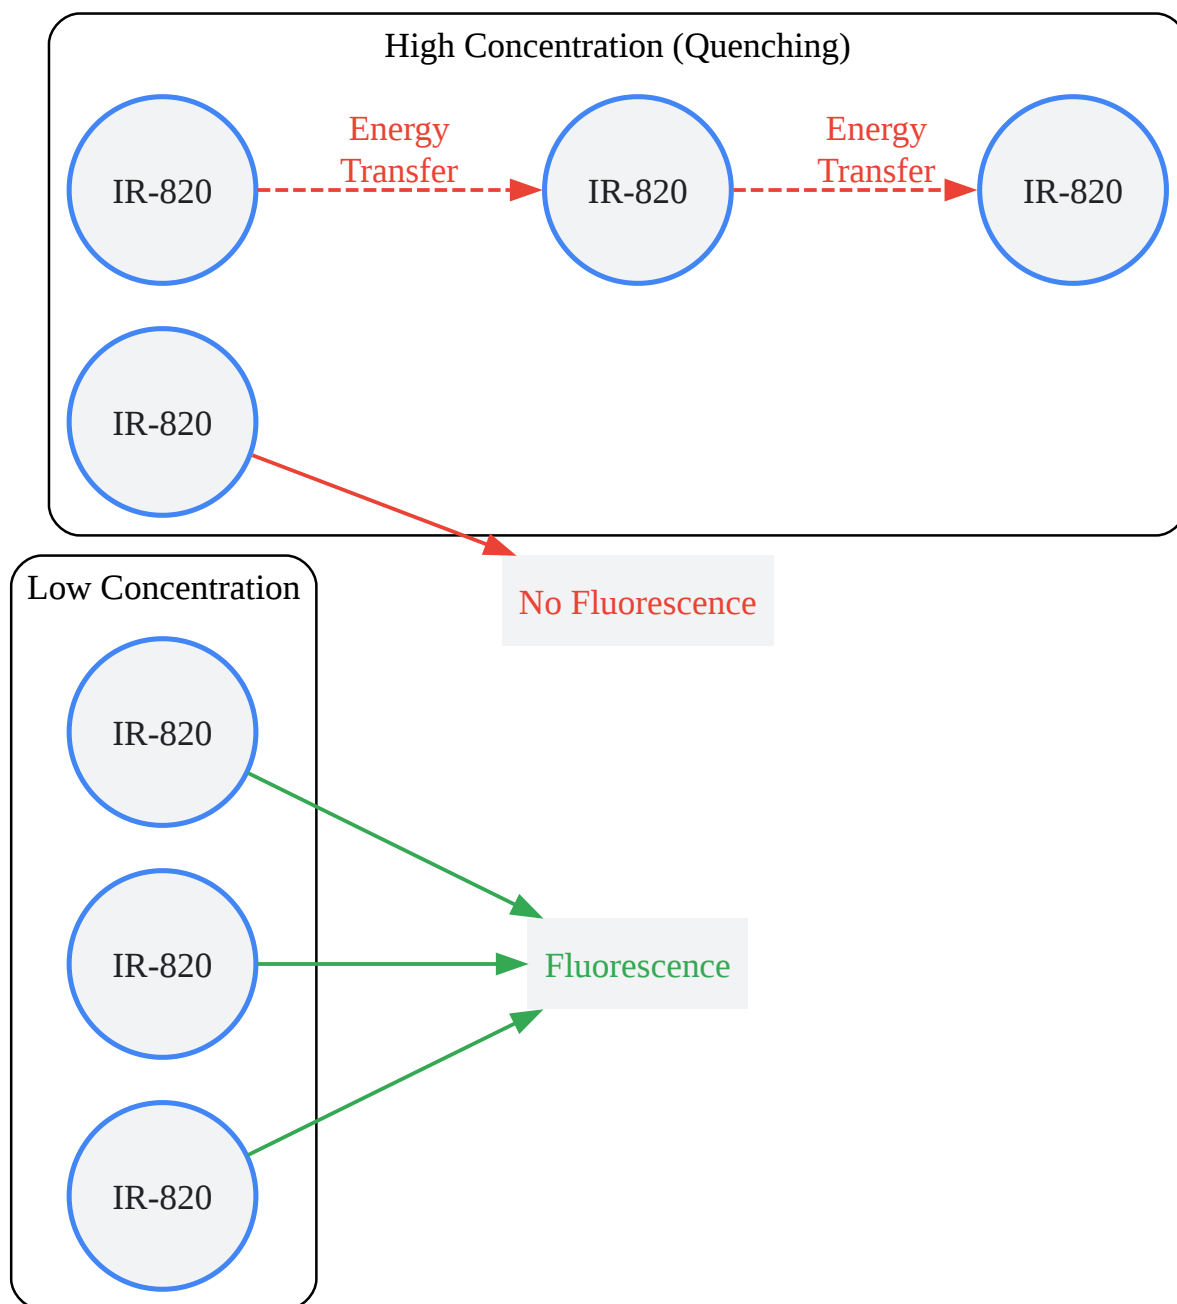 High Concentration (Quenching)
Energy
Transfer
Energy
Transfer
IR-820
IR-820
IR-820
IR-820
No Fluorescence
Low Concentration
IR-820
IR-820
Fluorescence
IR-820